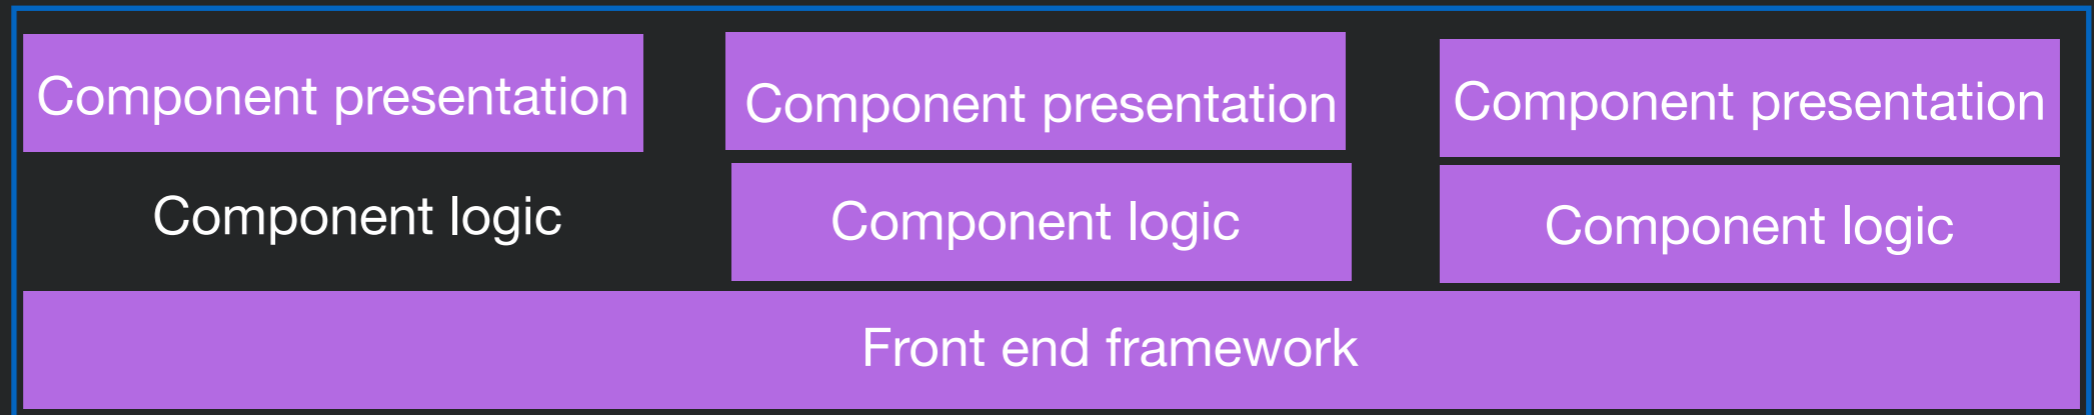 Component presentation
Component presentation
Component presentation
Component logic
Component logic
Component logic
Front end framework